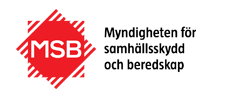 MSB
Myndigheten för
samhällsskydd
och beredskap